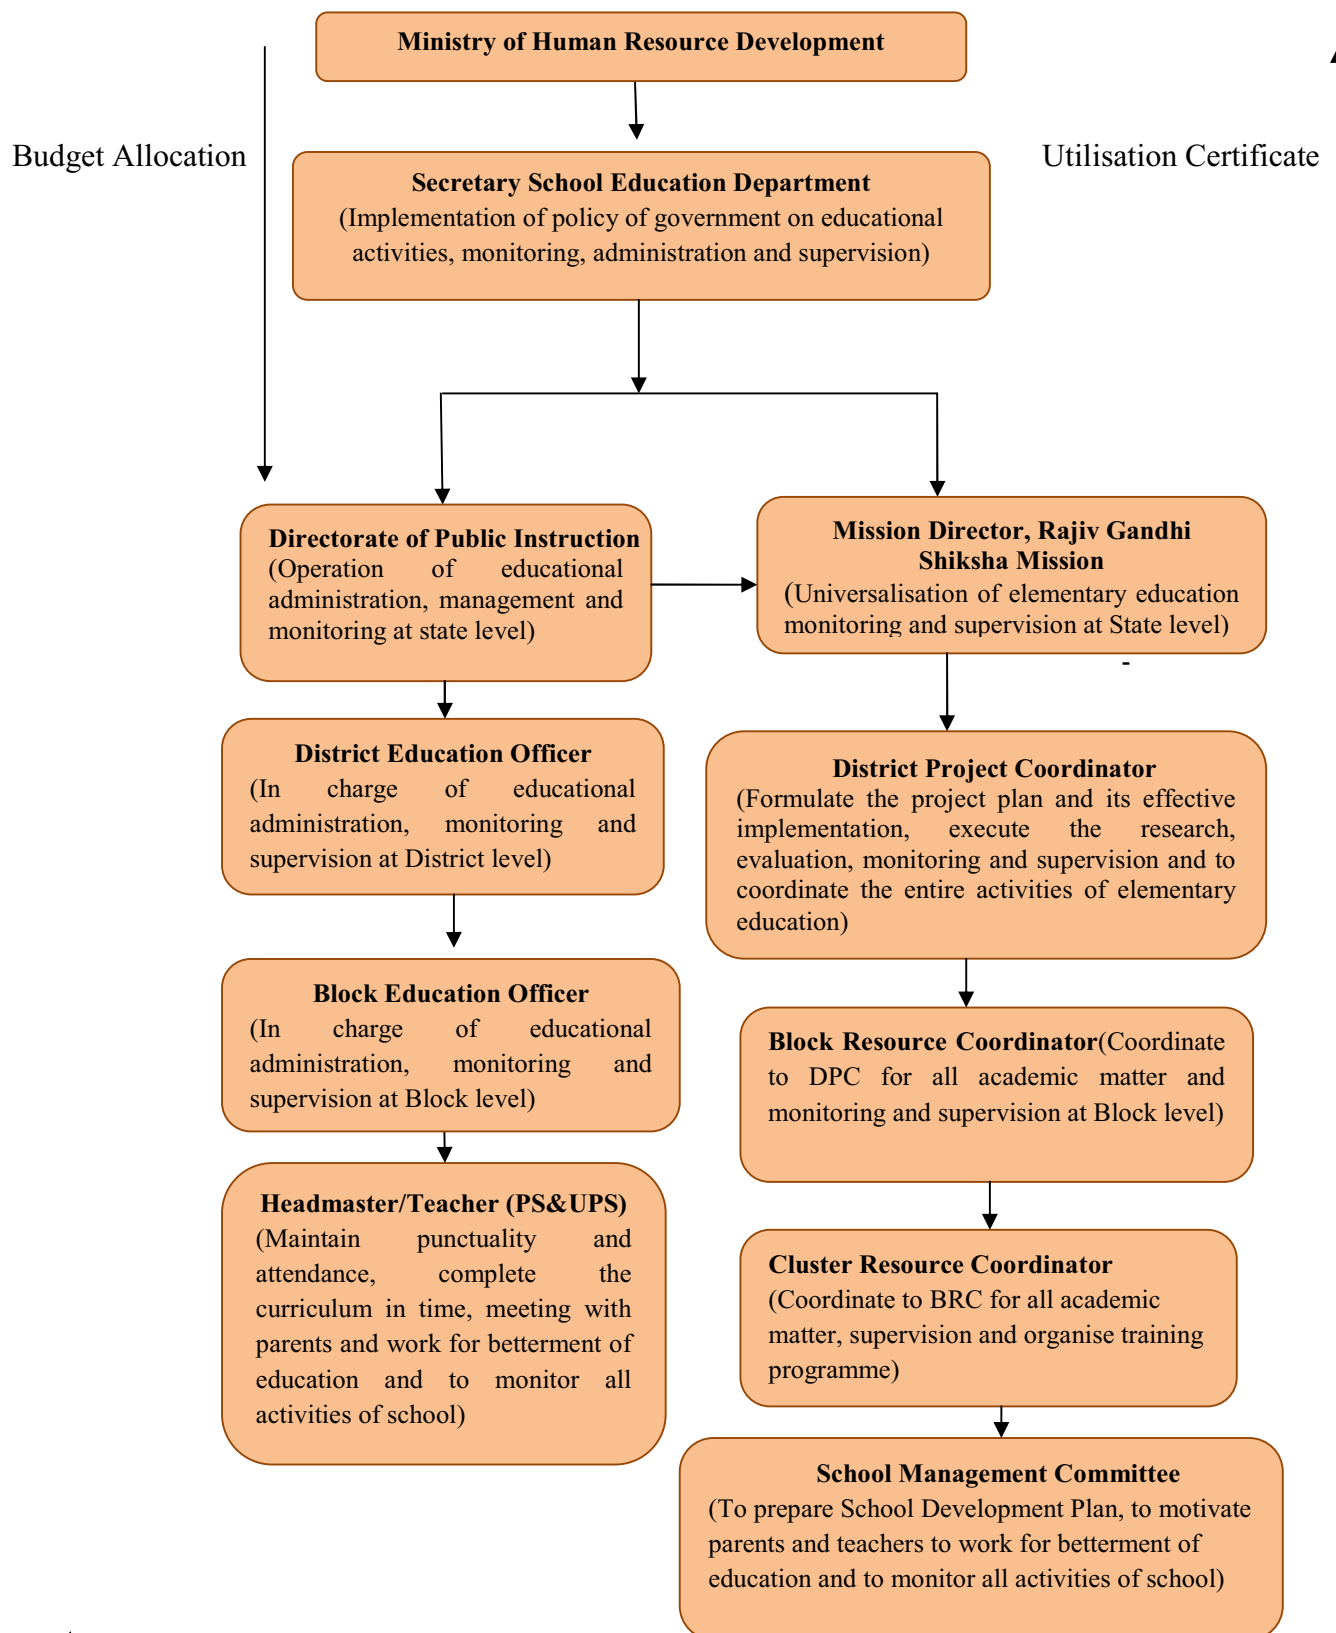 Ministry of Human Resource Development
Budget Allocation
Utilisation Certificate
Secretary School Education Department
(Implementation of policy of government on educational
activities, monitoring, administration and supervision)
Directorate of Public Instruction
(Operation of educational
administration, management and
monitoring at state level)
Mission Director, Rajiv Gandhi
Shiksha Mission
(Universalisation of elementary education
monitoring and supervision at State level)
-
District Education Officer
(In charge of educational
administration, monitoring and
supervision at District level)
District Project Coordinator
(Formulate the project plan and its effective
implementation, execute the research,
evaluation, monitoring and supervision and to
coordinate the entire activities of elementary
education)
Block Education Officer
(In charge of educational
administration, monitoring and
supervision at Block level)
Block Resource Coordinator(Coordinate
to DPC for all academic matter and
monitoring and supervision at Block level)
Headmaster/Teacher (PS&UPS)
(Maintain punctuality and
attendance, complete the
curriculum in time, meeting with
parents and work for betterment of
education and to monitor all
activities of school)
Cluster Resource Coordinator
(Coordinate to BRC for all academic
matter, supervision and organise training
programme)
School Management Committee
(To prepare School Development Plan, to motivate
parents and teachers to work for betterment of
education and to monitor all activities of school)